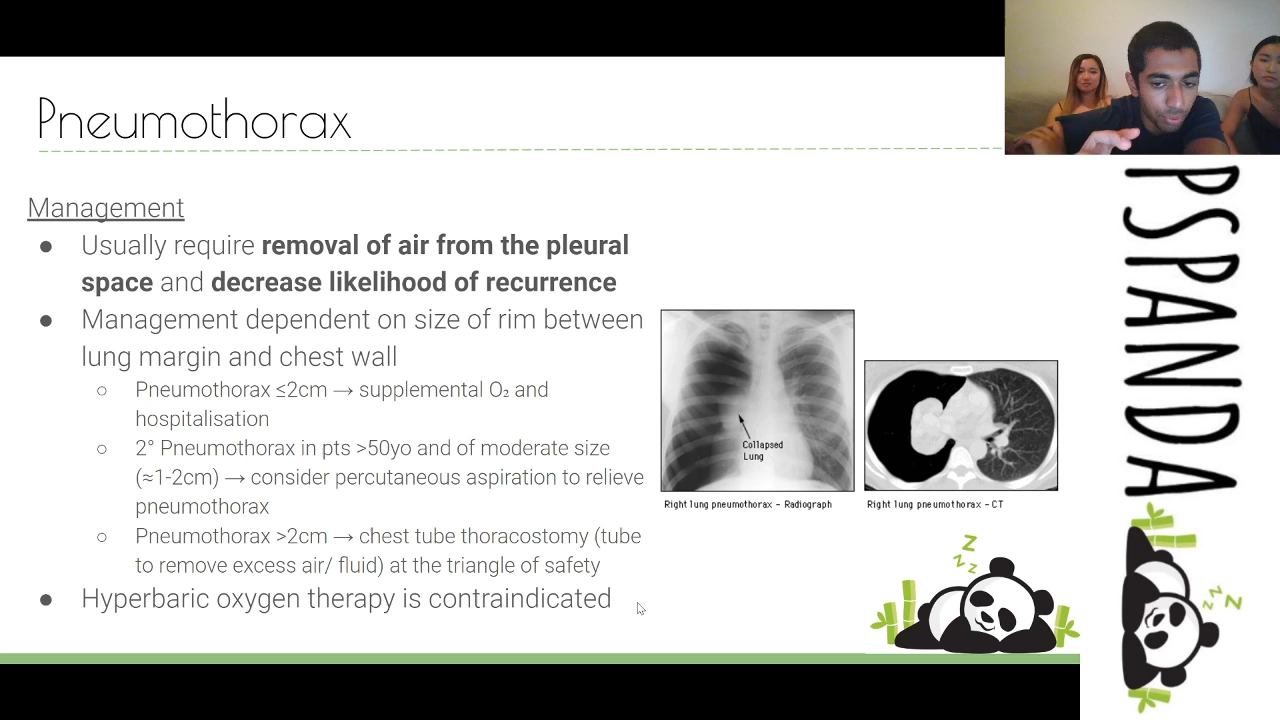 Pneumothorax
Management
● Usually require removal of air from the pleural
space and decrease likelihood of recurrence
● Management dependent on size of rim between
lung margin and chest wall
○ Pneumothorax ≤2cm → supplemental O₂ and
hospitalisation
○ 2° Pneumothorax in pts >50yo and of moderate size
(≈1-2cm) → consider percutaneous aspiration to relieve
pneumothorax
○ Pneumothorax >2cm → chest tube thoracostomy (tube
to remove excess air/ fluid) at the triangle of safety
● Hyperbaric oxygen therapy is contraindicated
Collapsed
Lung
Right lung pneumothorax - Radiograph
Right lung pneumothorax - CT
z
z
z
Z
PSPANDA
z
z
Z